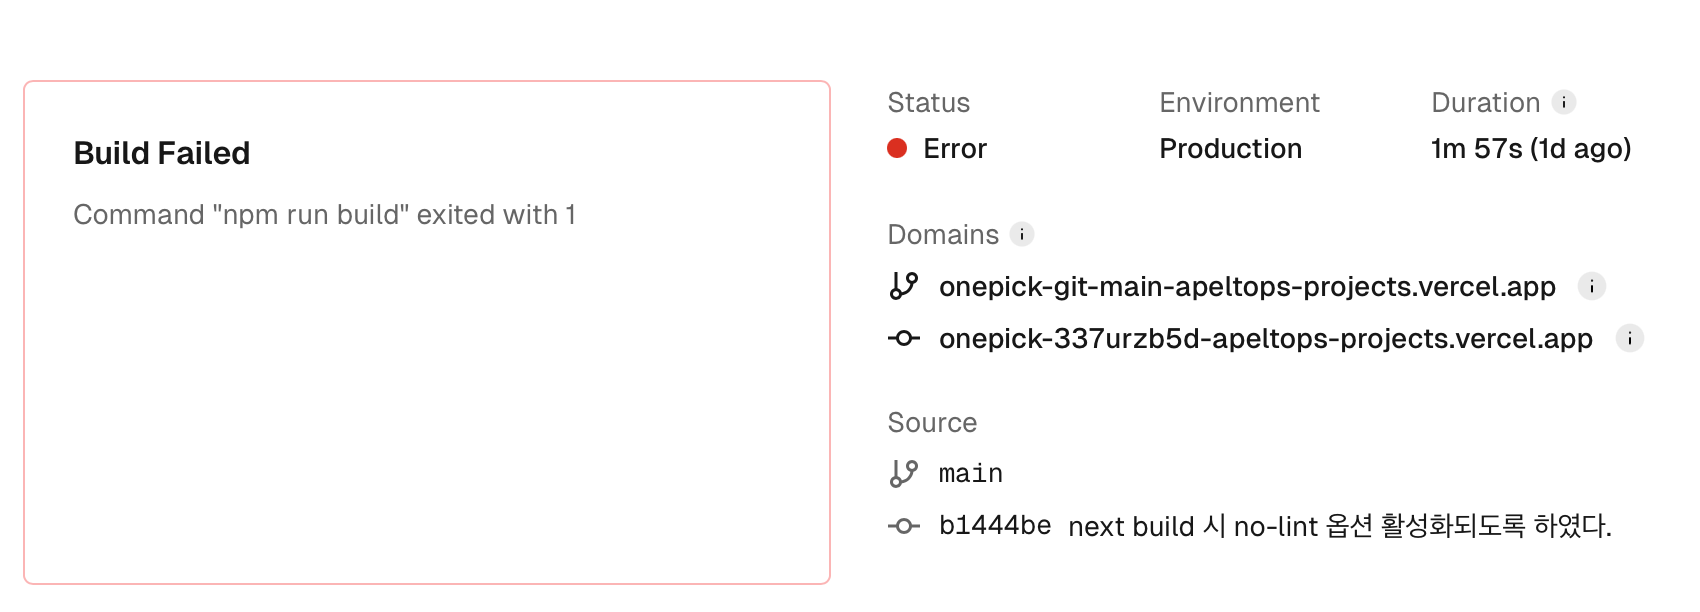 Build Failed
Command "npm run build" exited with 1
Status
Error
Environment
Production
Duration
1m 57s (1d ago)
Domains
onepick-git-main-apeltops-projects.vercel.app
onepick-337urzb5d-apeltops-projects.vercel.app
Source
main
b1444be next build 시 no-lint 옵션 활성화되도록 하였다.